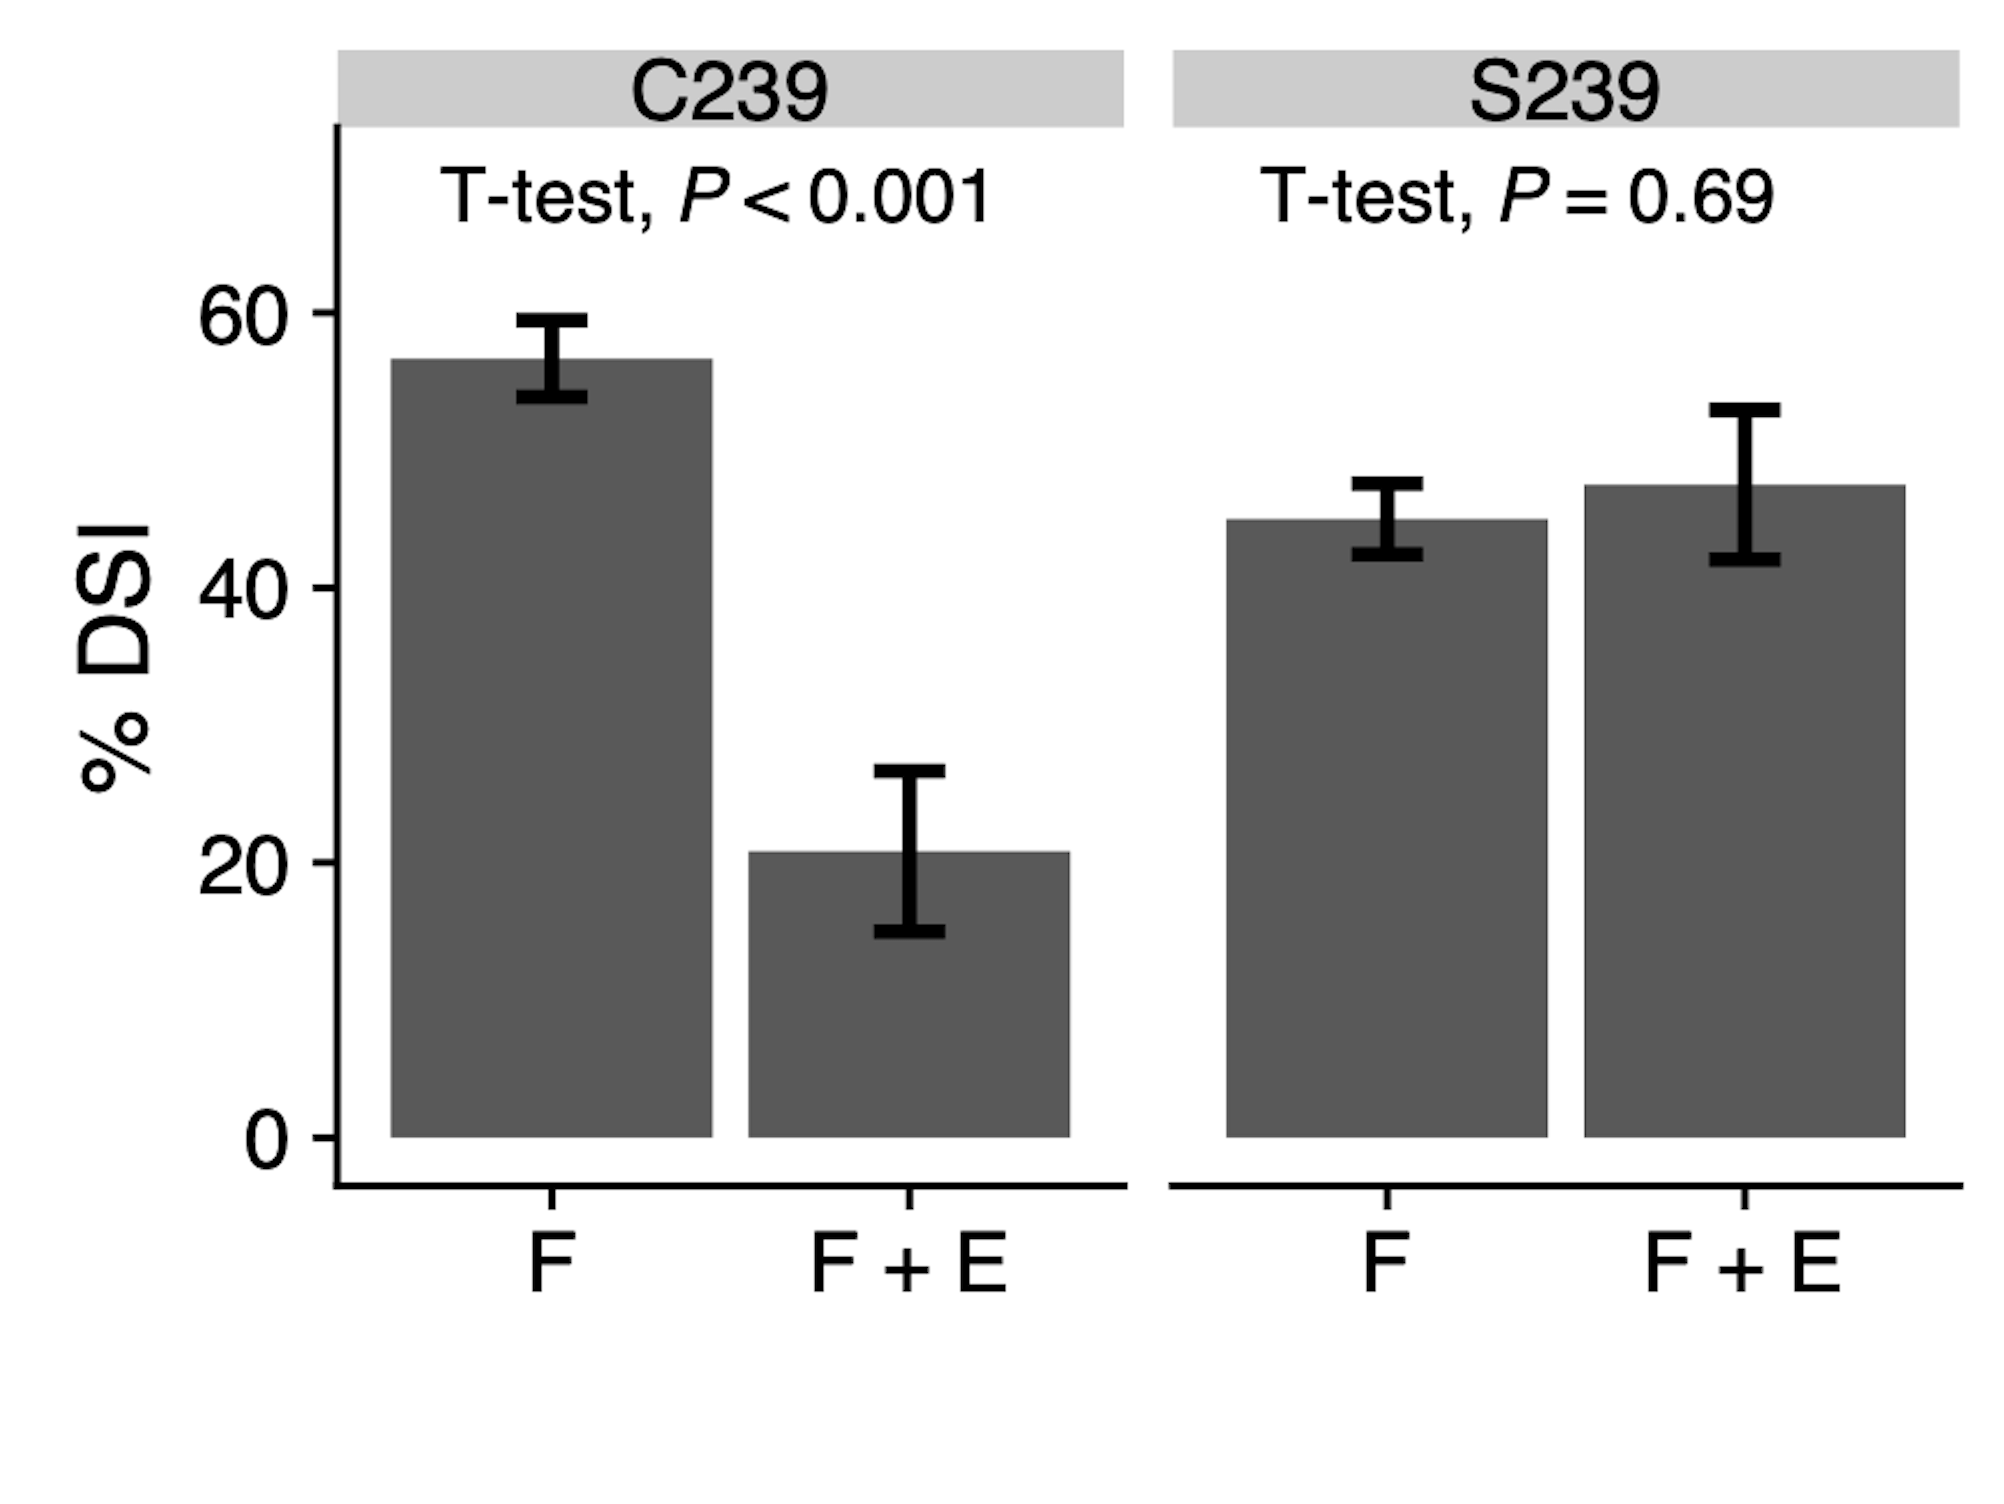 C239
S239
T-test, P < 0.001
T-test, P = 0.69
% DSI
60
40
20
0
F
F + E
F
F + E